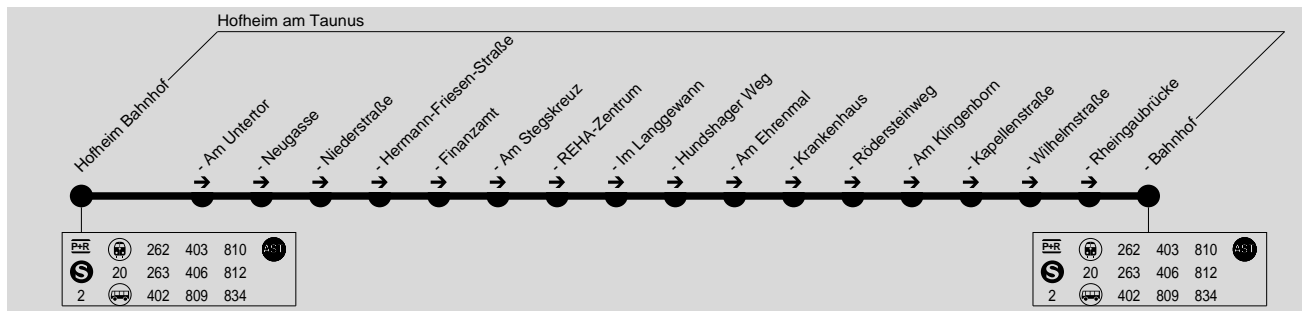 Hofheim am Taunus
Hofheim Bahnhof
- Am Untertor
- Neugasse
- Niederstraße
- Hermann-Friesen-Straße
- Finanzamt
- Am Stegskreuz
- REHA-Zentrum
- Im Langgewann
- Hundshager Weg
- Am Ehrenmal
- Krankenhaus
- Rödersteinweg
- Am Klingenborn
- Kapellenstraße
- Wilhelmstraße
- Rheingaubrücke
- Bahnhof
P+R 262 403 810 AST
S 20 263 406 812
2 402 809 834
P+R 262 403 810 AST
S 20 263 406 812
2 402 809 834